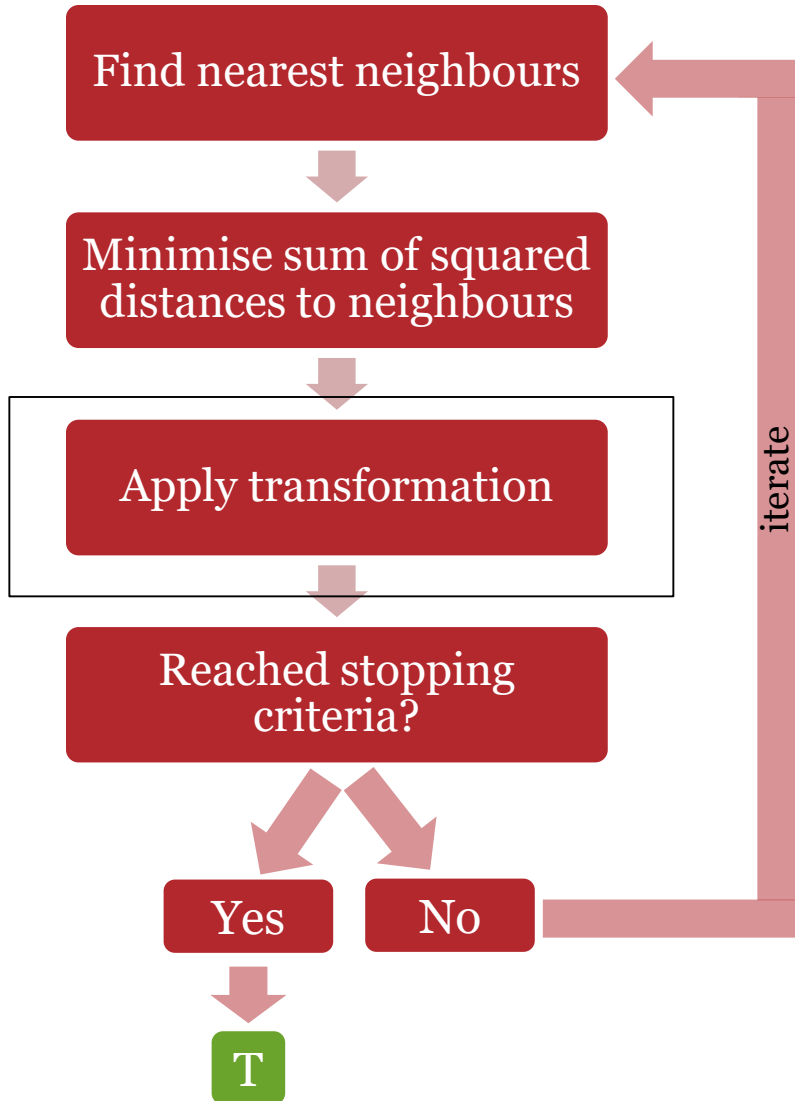 Find nearest neighbours
Minimise sum of squared
distances to neighbours
Apply transformation
iterate
Reached stopping
criteria?
Yes
No
T